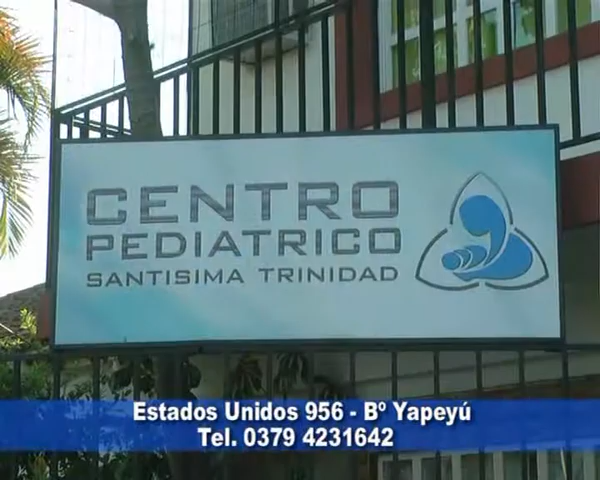 CENTRO
PEDIATRICO
SANTISIMA TRINIDAD
Estados Unidos 956 - Bº Yapeyú
Tel. 0379 4231642